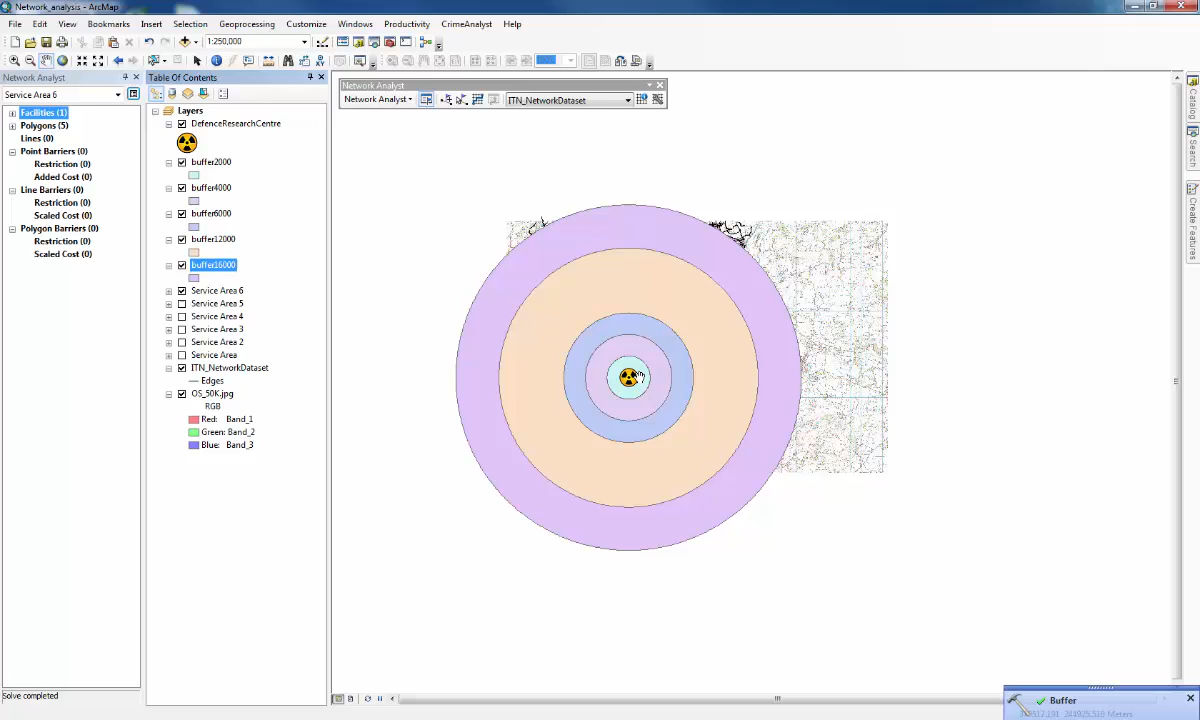 Network_analysis - ArcMap
File Edit View Bookmarks Insert Selection Geoprocessing Customize Windows Productivity CrimeAnalyst Help
1:250,000
Network Analyst
Service Area 6
Facilities (1)
Polygons (5)
Lines (0)
Point Barriers (0)
Restriction (0)
Added Cost (0)
Line Barriers (0)
Restriction (0)
Scaled Cost (0)
Polygon Barriers (0)
Restriction (0)
Scaled Cost (0)
Solve completed
Table Of Contents
Layers
DefenceResearchCentre
buffer2000
buffer4000
buffer6000
buffer12000
buffer16000
Service Area 6
Service Area 5
Service Area 4
Service Area 3
Service Area 2
Service Area
ITN_NetworkDataset
Edges
OS_50K.jpg
RGB
Red: Band_1
Green: Band_2
Blue: Band_3
Network Analyst
Network Analyst ITN_NetworkDataset
Catalog
Search
Create Features
Buffer